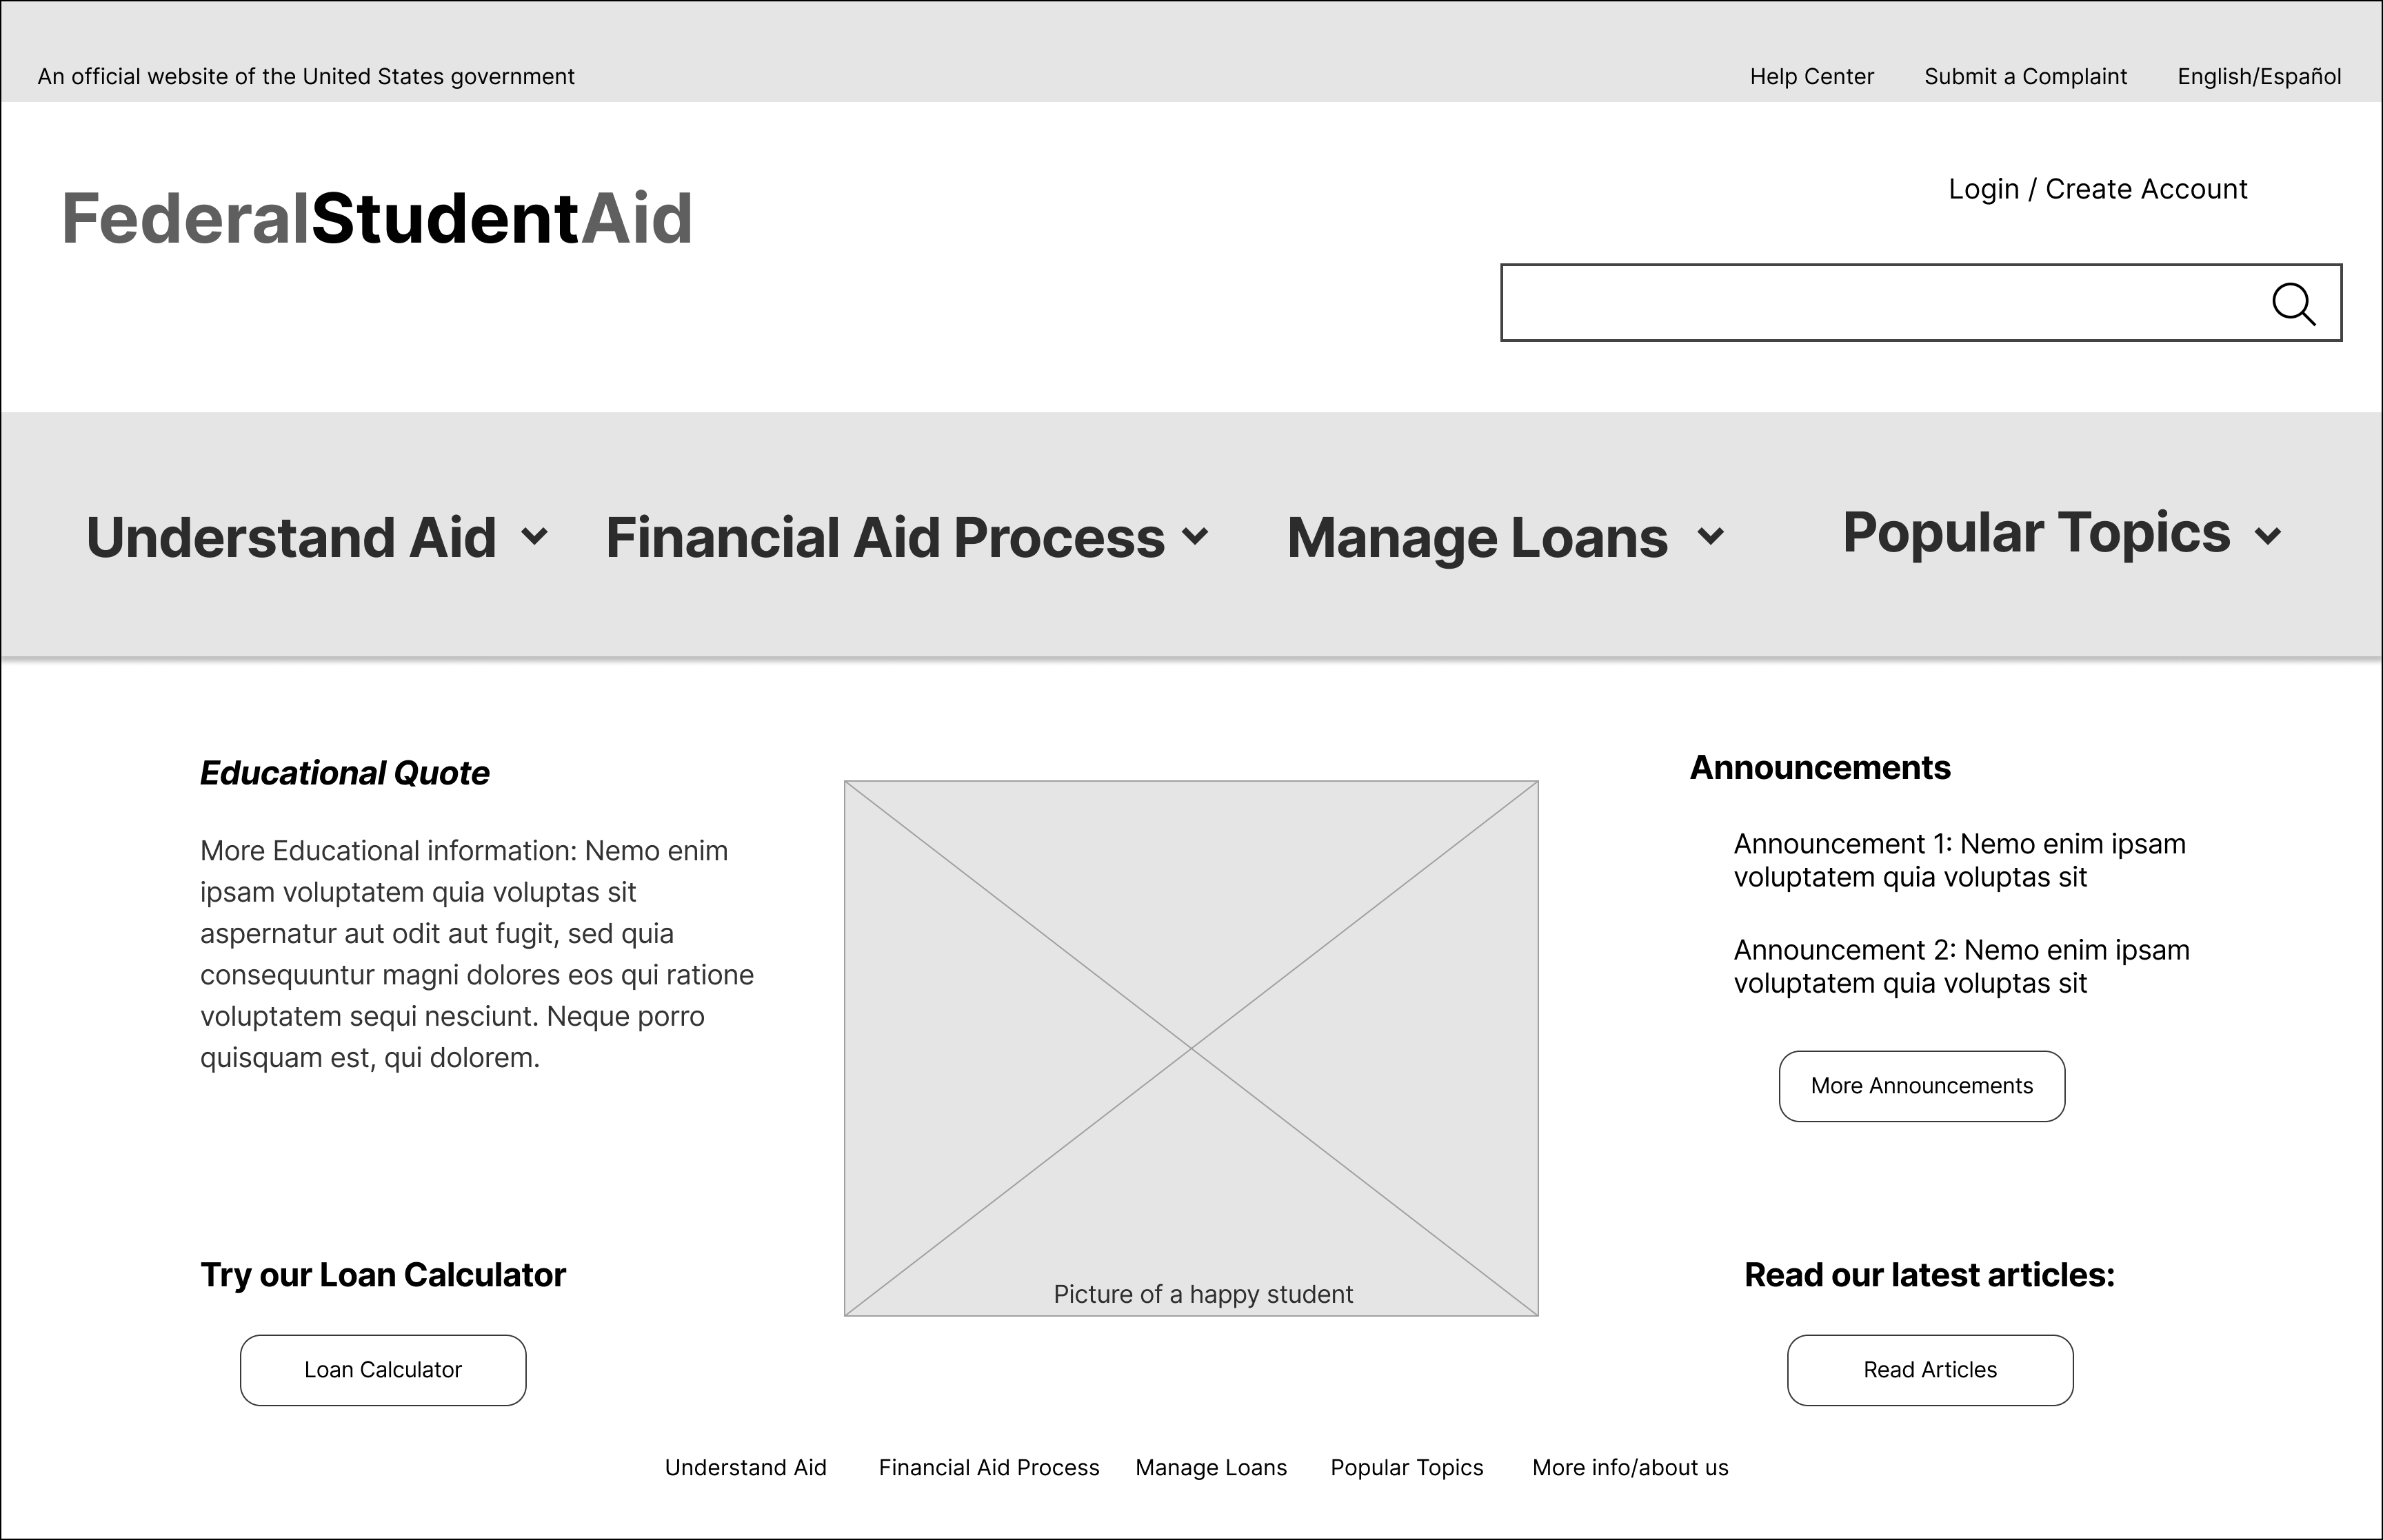 An official website of the United States government
Help Center
Submit a Complaint
English/Español
FederalStudentAid
Login / Create Account
Understand Aid
Financial Aid Process
Manage Loans
Popular Topics
Educational Quote
More Educational information: Nemo enim
ipsam voluptatem quia voluptas sit
aspernatur aut odit aut fugit, sed quia
consequuntur magni dolores eos qui ratione
voluptatem sequi nesciunt. Neque porro
quisquam est, qui dolorem.
Try our Loan Calculator
Loan Calculator
Picture of a happy student
Announcements
Announcement 1: Nemo enim ipsam
voluptatem quia voluptas sit
Announcement 2: Nemo enim ipsam
voluptatem quia voluptas sit
More Announcements
Read our latest articles:
Read Articles
Understand Aid
Financial Aid Process
Manage Loans
Popular Topics
More info/about us